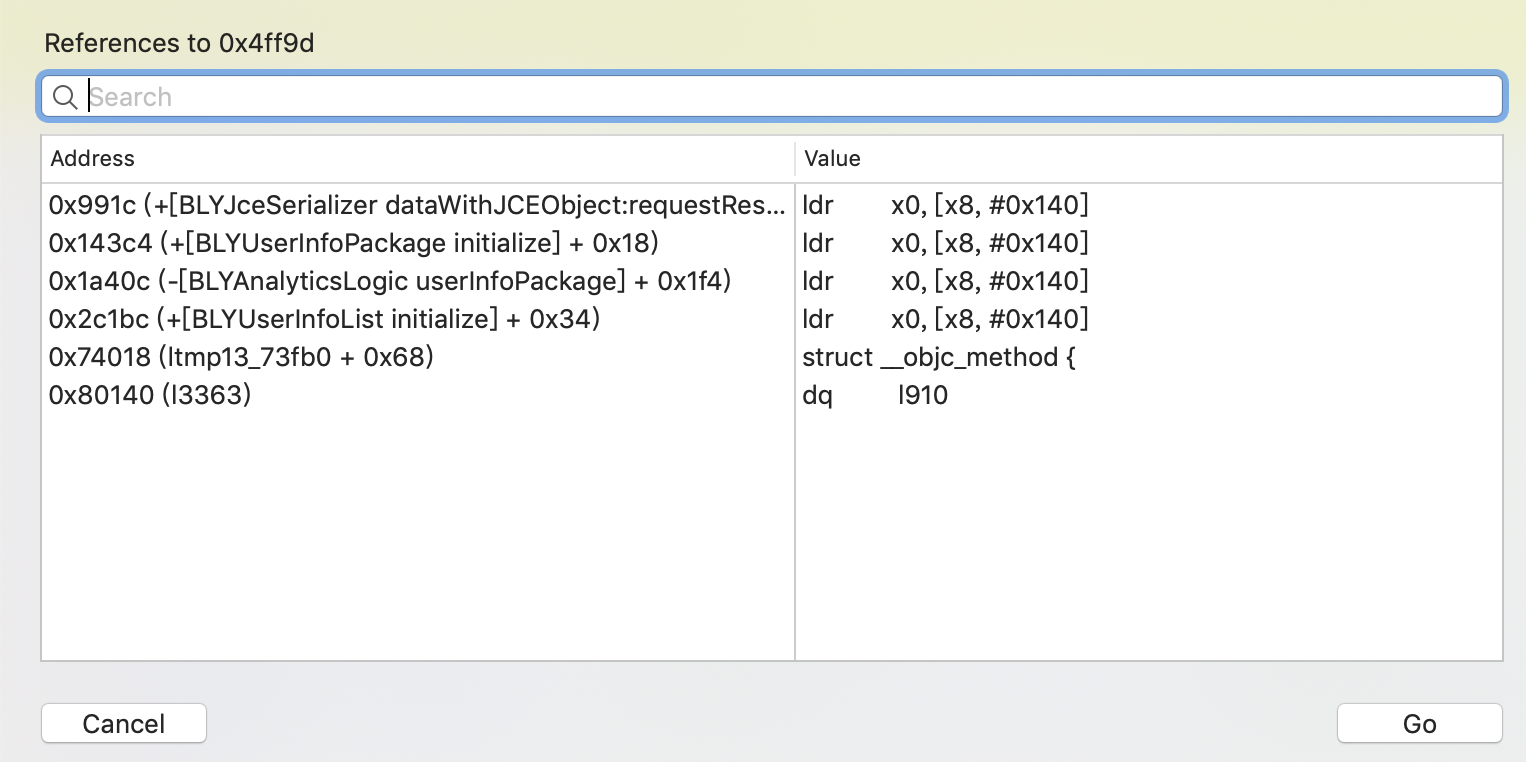 References to 0x4ff9d
Search
Address Value
0x991c (+[BLYJceSerializer dataWithJCEObject:requestRes... ldr x0, [x8, #0x140]
0x143c4 (+[BLYUserInfoPackage initialize] + 0x18) ldr x0, [x8, #0x140]
0x1a40c (-[BLYAnalyticsLogic userInfoPackage] + 0x1f4) ldr x0, [x8, #0x140]
0x2c1bc (+[BLYUserInfoList initialize] + 0x34) ldr x0, [x8, #0x140]
0x74018 (ltmp13_73fb0 + 0x68) struct __objc_method {
0x80140 (l3363) dq l910
Cancel Go